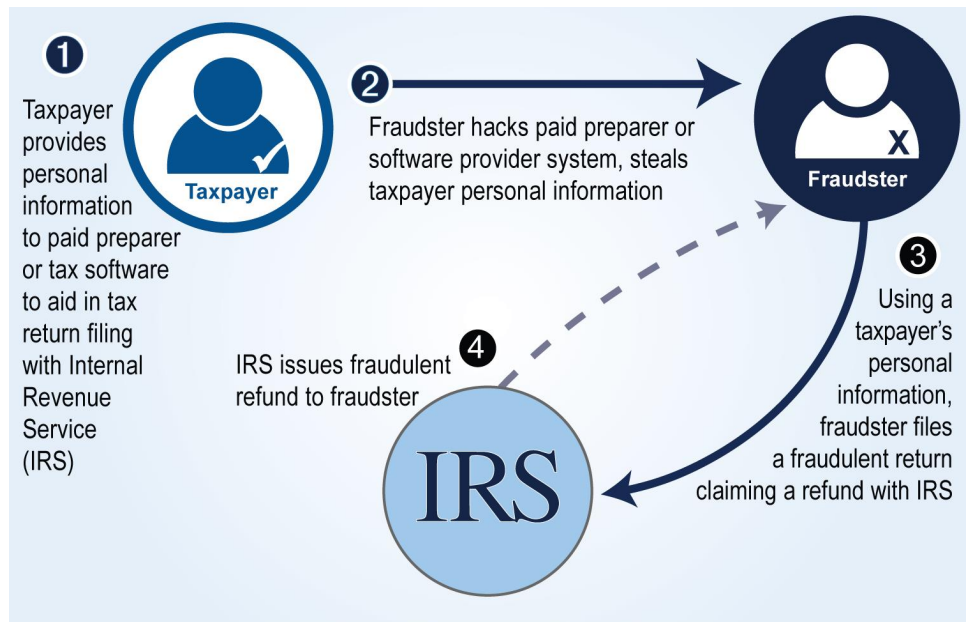 1
Taxpayer
provides
personal
information
to paid preparer
or tax software
to aid in tax
return filing
with Internal
Revenue
Service
(IRS)
Taxpayer
2
Fraudster hacks paid preparer or
software provider system, steals
taxpayer personal information
X
Fraudster
3
Using a
taxpayer’s
personal
information,
fraudster files
a fraudulent return
claiming a refund with IRS
4
IRS issues fraudulent
refund to fraudster
IRS